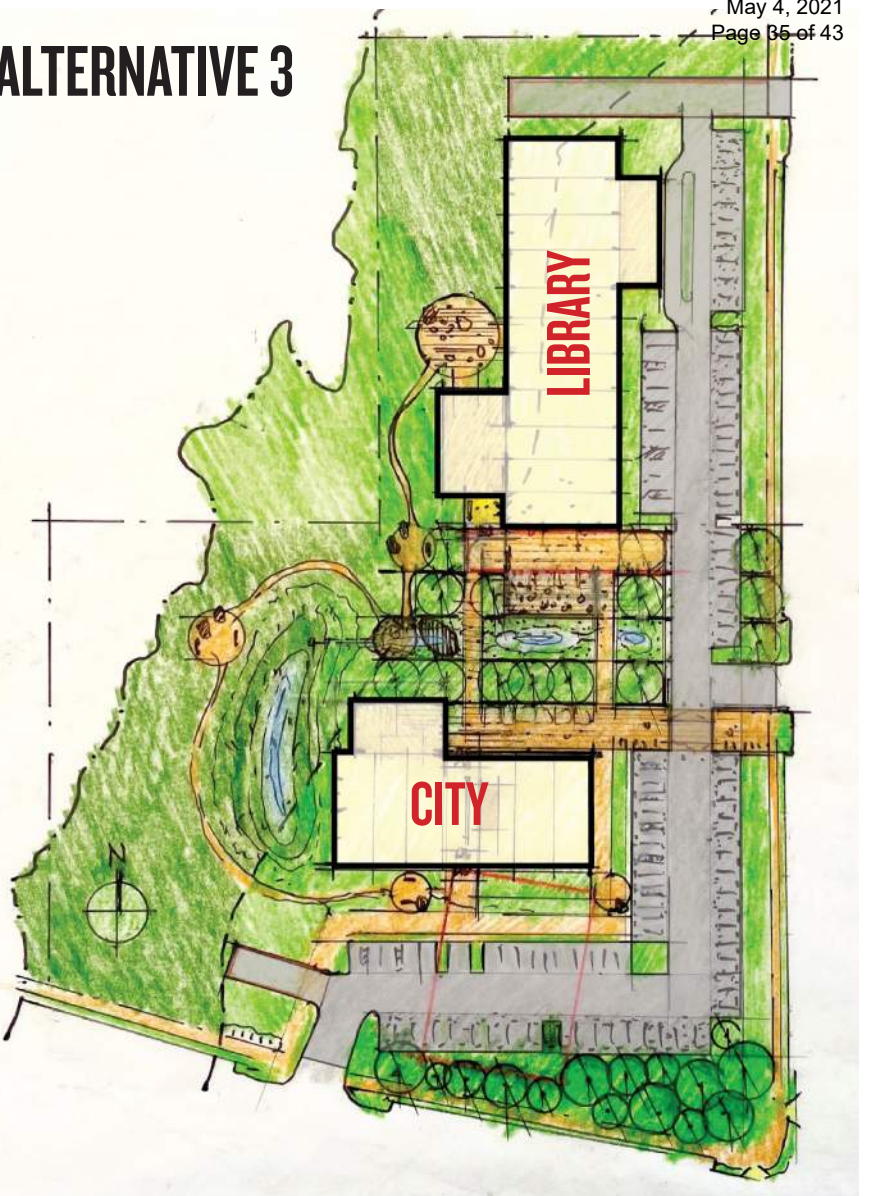 May 4, 2021
Page 35 of 43
ALTERNATIVE 3
LIBRARY
CITY
N